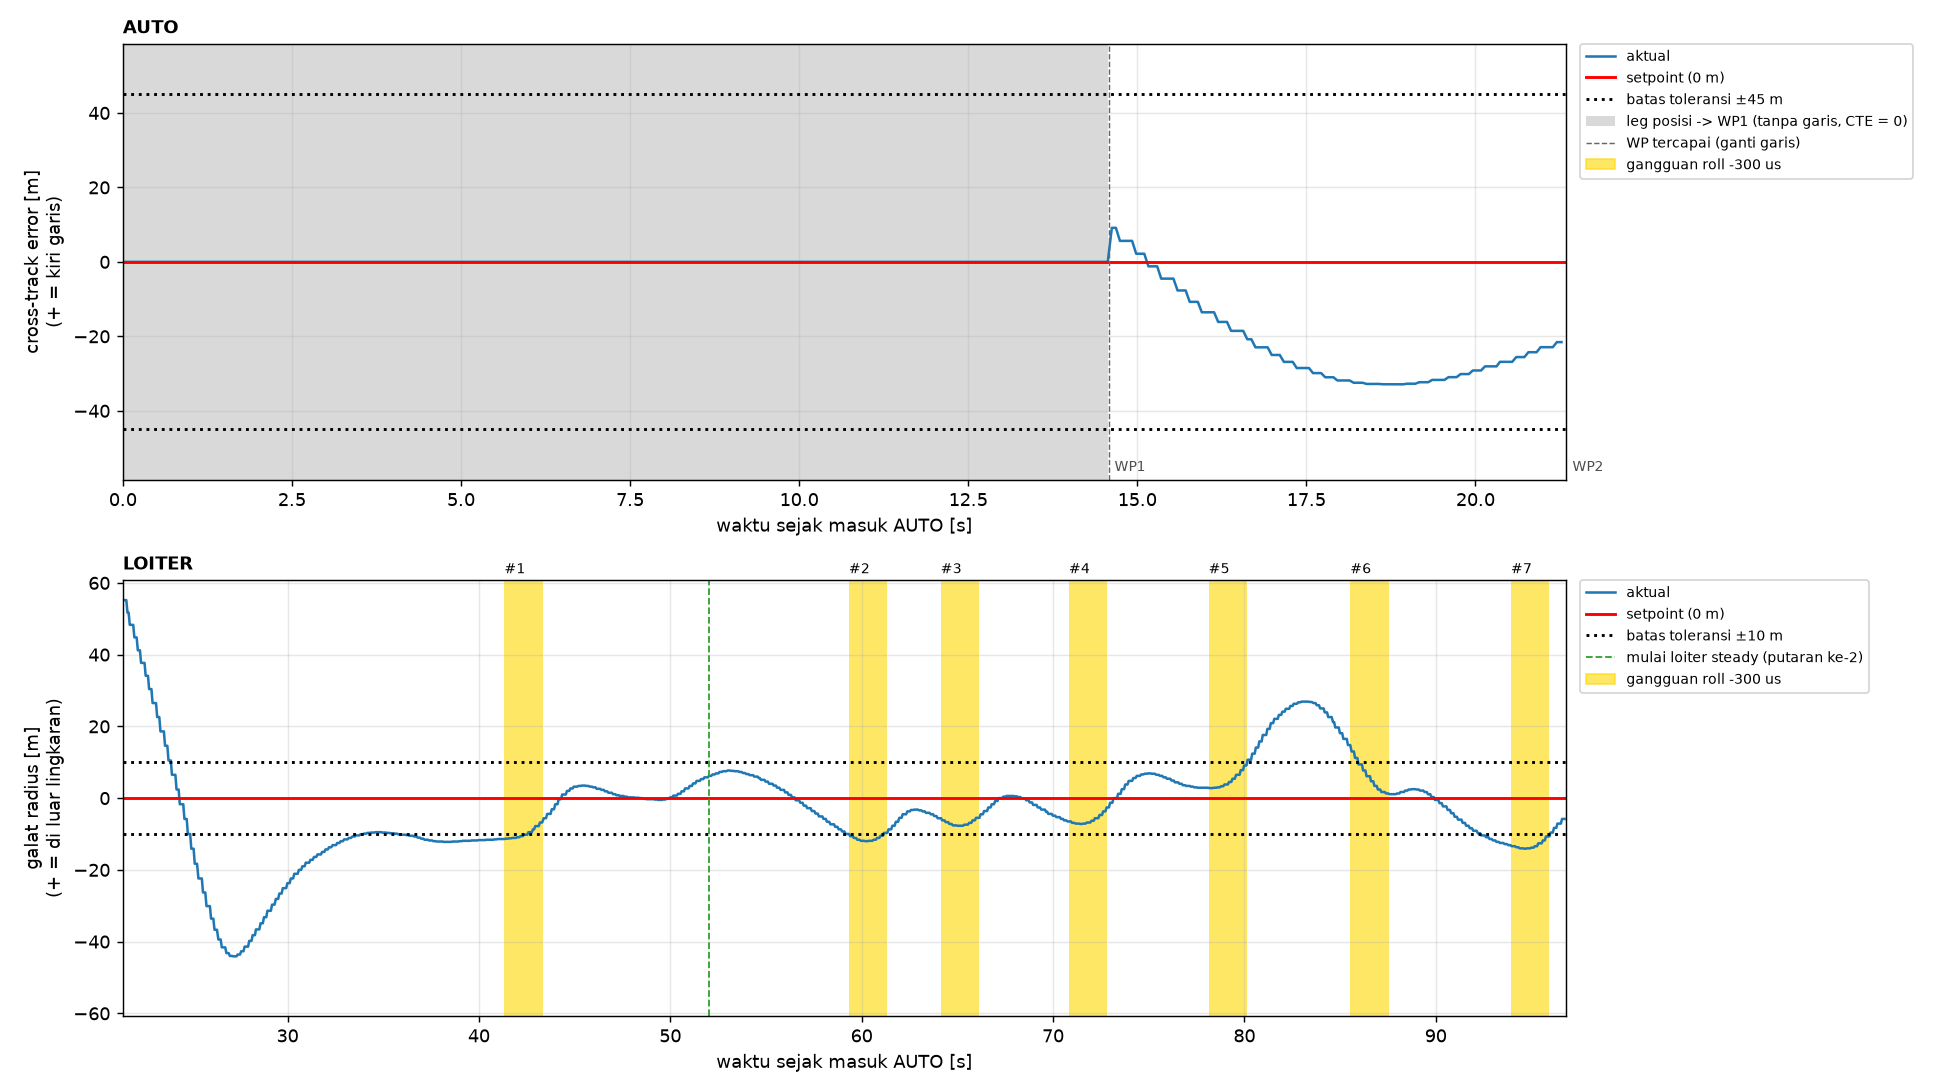 AUTO
cross-track error [m]
(+ = kiri garis)
40
20
0
−20
−40
WP1
WP2
0.0 2.5 5.0 7.5 10.0 12.5 15.0 17.5 20.0
waktu sejak masuk AUTO [s]
aktual
setpoint (0 m)
batas toleransi ±45 m
leg posisi -> WP1 (tanpa garis, CTE = 0)
WP tercapai (ganti garis)
gangguan roll -300 us
LOITER
#1 #2 #3 #4 #5 #6 #7
galat radius [m]
(+ = di luar lingkaran)
60
40
20
0
−20
−40
−60
30 40 50 60 70 80 90
waktu sejak masuk AUTO [s]
aktual
setpoint (0 m)
batas toleransi ±10 m
mulai loiter steady (putaran ke-2)
gangguan roll -300 us